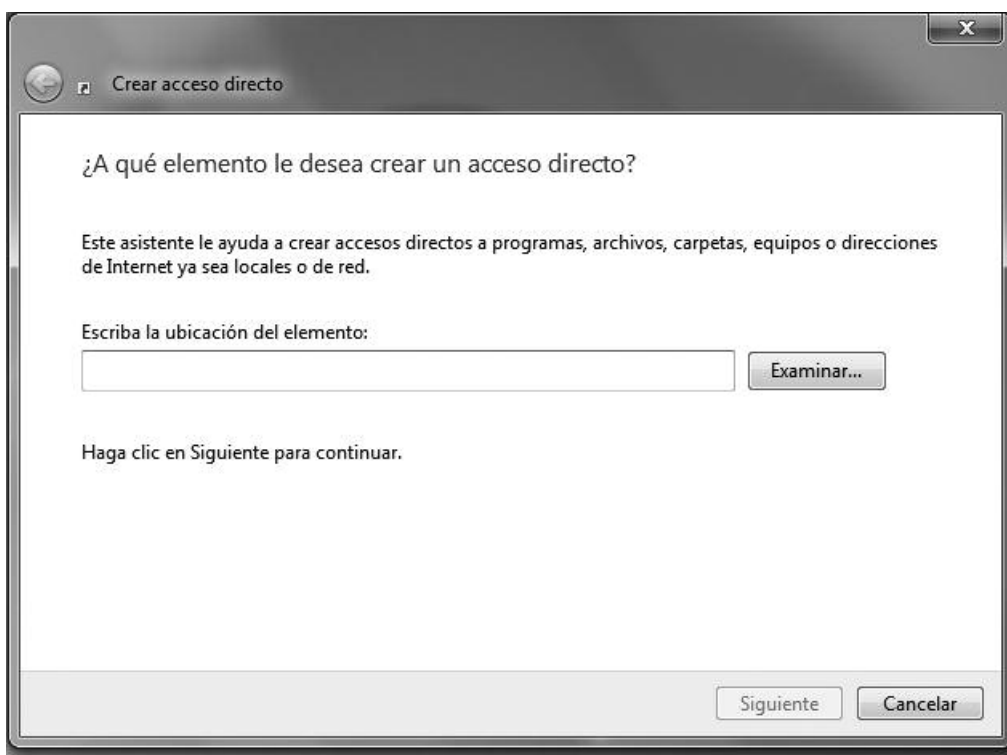 Crear acceso directo
¿A qué elemento le desea crear un acceso directo?
Este asistente le ayuda a crear accesos directos a programas, archivos, carpetas, equipos o direcciones
de Internet ya sea locales o de red.
Escriba la ubicación del elemento:
Examinar...
Haga clic en Siguiente para continuar.
Siguiente Cancelar